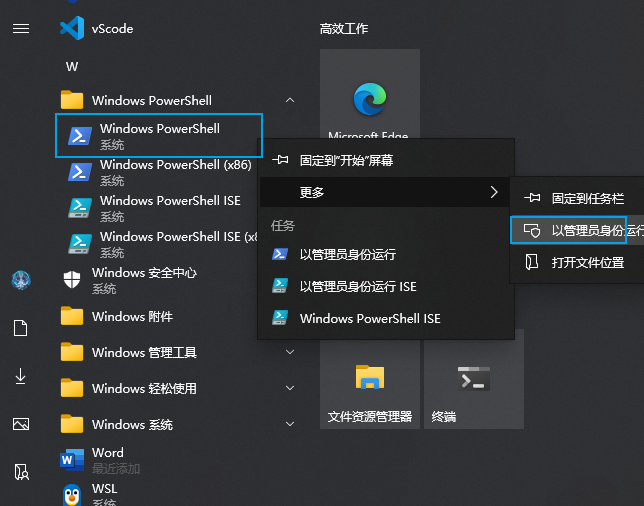 vScode
高效工作
W
Windows PowerShell
Windows PowerShell
系统
Windows PowerShell (x86)
系统
Windows PowerShell ISE
系统
Windows PowerShell ISE (x8
系统
Windows 安全中心
系统
Windows 附件
Windows 管理工具
Windows 轻松使用
Windows 系统
Word
最近添加
WSL
系统
Microsoft Edge
固定到"开始"屏幕
更多
任务
以管理员身份运行
以管理员身份运行 ISE
Windows PowerShell ISE
固定到任务栏
以管理员身份运行
打开文件位置
文件资源管理器
终端